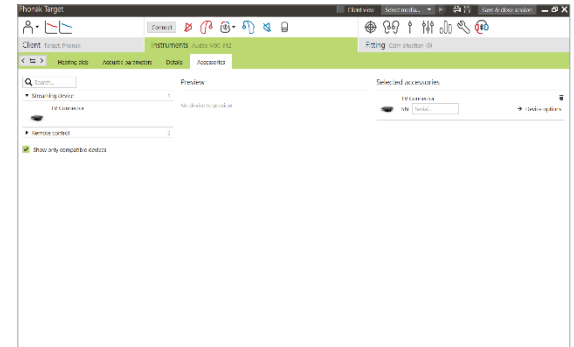 Phonak Target
Client view Select media... Save & close session
Connect
Client Target, Phonak Instruments Audéo M90-312 Fitting Calm situation (2)
Hearing aids Acoustic parameters Details Accessories
Search... Preview Selected accessories
Streaming device 1
TV Connector No device to preview TV Connector
SN Serial... Device options
Remote control 2
Show only compatible devices